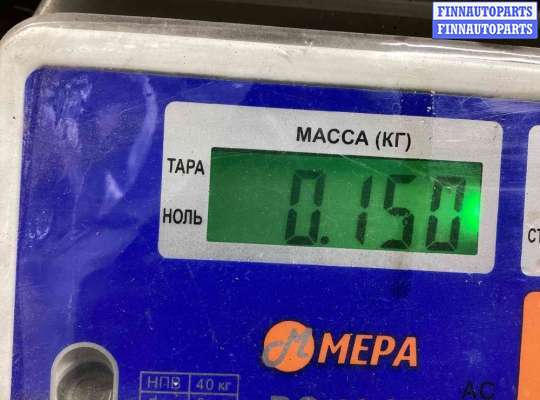 FINNAUTOPARTS
FINNAUTOPARTS
МАССА (КГ)
ТАРА
0.150
НОЛЬ
СТ
МЕРА
АС
НПВ 40 кг